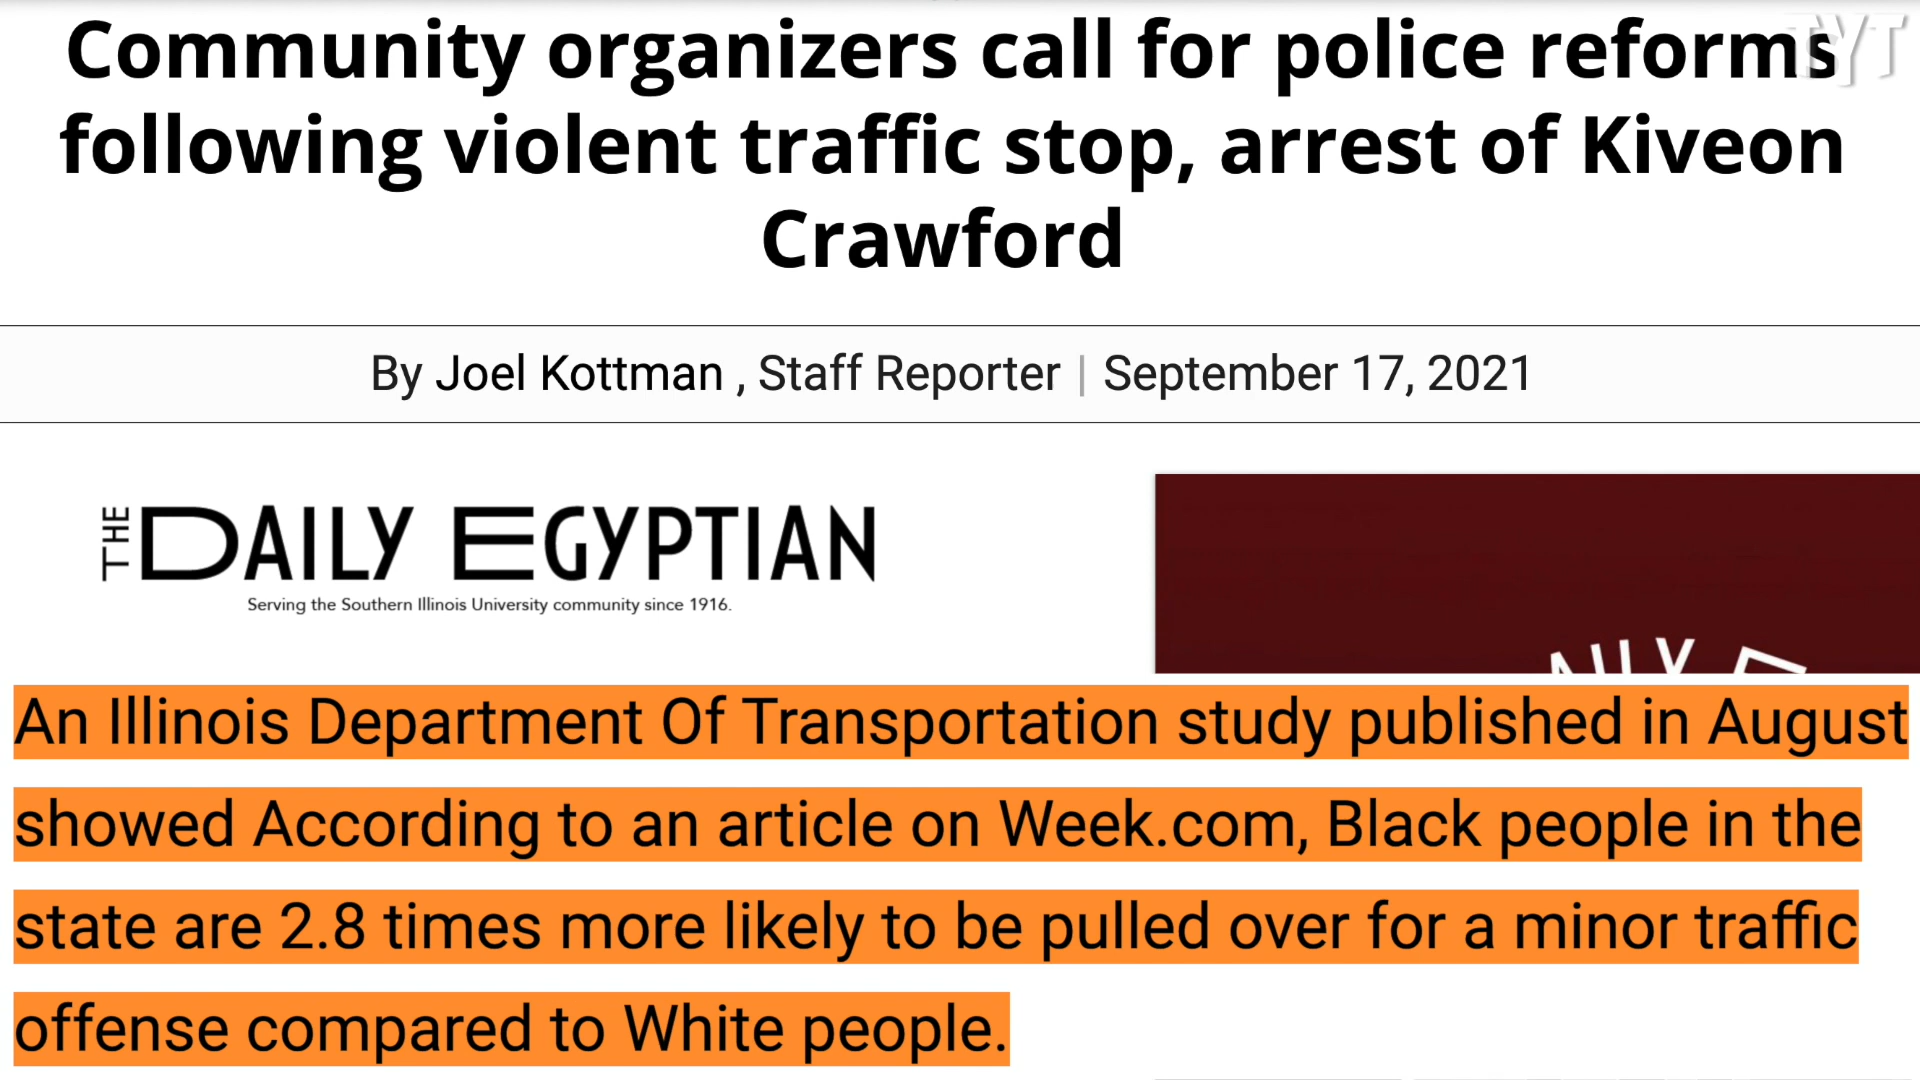 TYT
Community organizers call for police reforms
following violent traffic stop, arrest of Kiveon
Crawford
By Joel Kottman , Staff Reporter | September 17, 2021
THE DAILY EGYPTIAN
Serving the Southern Illinois University community since 1916.
An Illinois Department Of Transportation study published in August
showed According to an article on Week.com, Black people in the
state are 2.8 times more likely to be pulled over for a minor traffic
offense compared to White people.